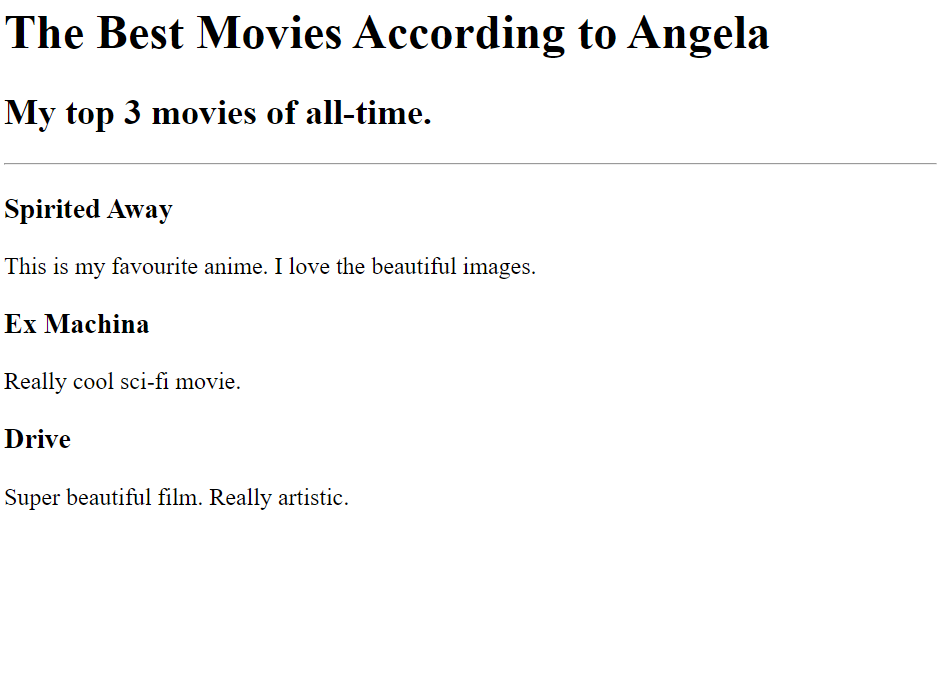 The Best Movies According to Angela
My top 3 movies of all-time.
Spirited Away
This is my favourite anime. I love the beautiful images.
Ex Machina
Really cool sci-fi movie.
Drive
Super beautiful film. Really artistic.